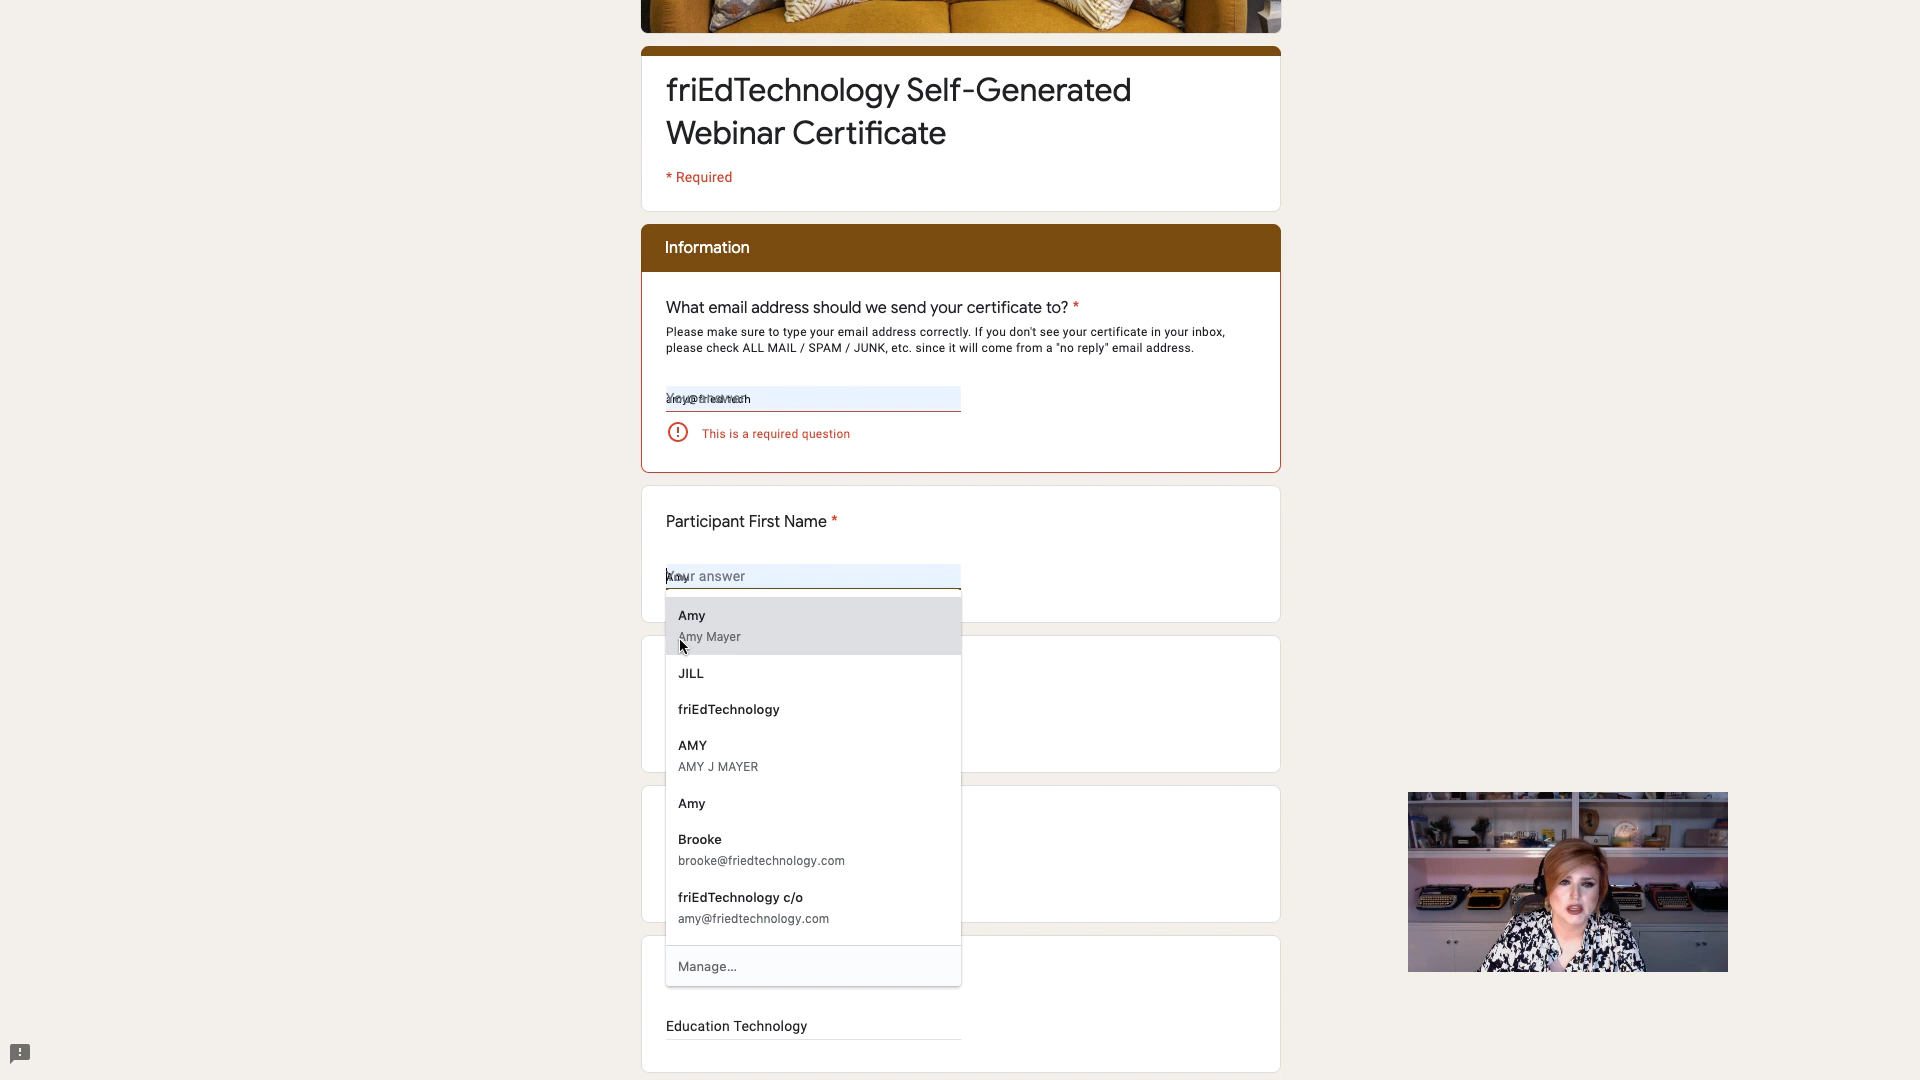 friEdTechnology Self-Generated
Webinar Certificate
* Required
Information
What email address should we send your certificate to? *
Please make sure to type your email address correctly. If you don't see your certificate in your inbox,
please check ALL MAIL / SPAM / JUNK, etc. since it will come from a "no reply" email address.
This is a required question
Participant First Name *
Your answer
Amy
Amy Mayer
JILL
friEdTechnology
AMY
AMY J MAYER
Amy
Brooke
brooke@friedtechnology.com
friEdTechnology c/o
amy@friedtechnology.com
Manage...
Education Technology